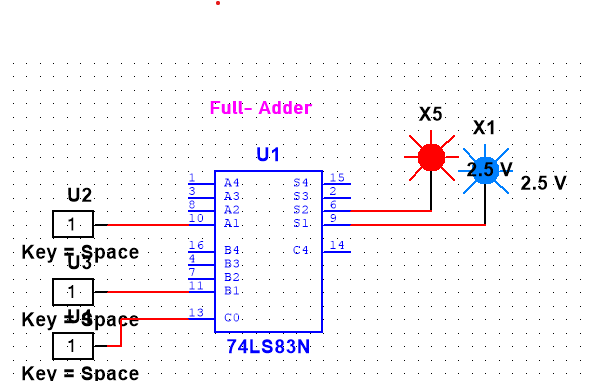 Full- Adder
X5
X1
U1
2.5 V
2.5 V
1 A4 S4 15
3 A3 S3 2
8 A2 S2 6
10 A1 S1 9
16 B4 C4 14
4 B3
7 B2
11 B1
13 C0
74LS83N
U2
1
Key = Space
U3
1
Key = Space
1
Key = Space